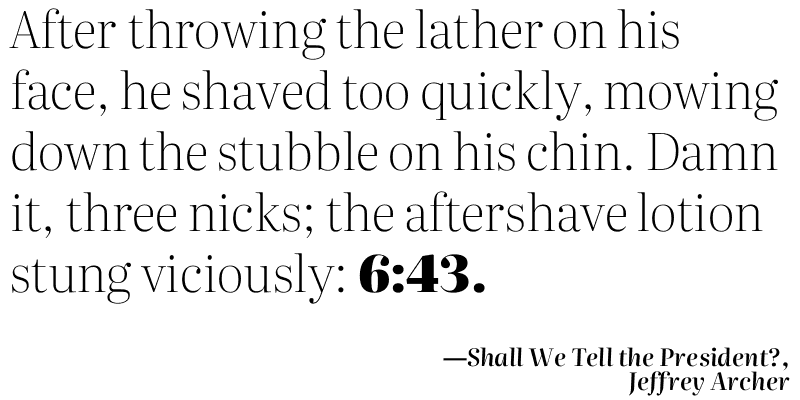 After throwing the lather on his
face, he shaved too quickly, mowing
down the stubble on his chin. Damn
it, three nicks; the aftershave lotion
stung viciously: 6:43.
—Shall We Tell the President?,
Jeffrey Archer